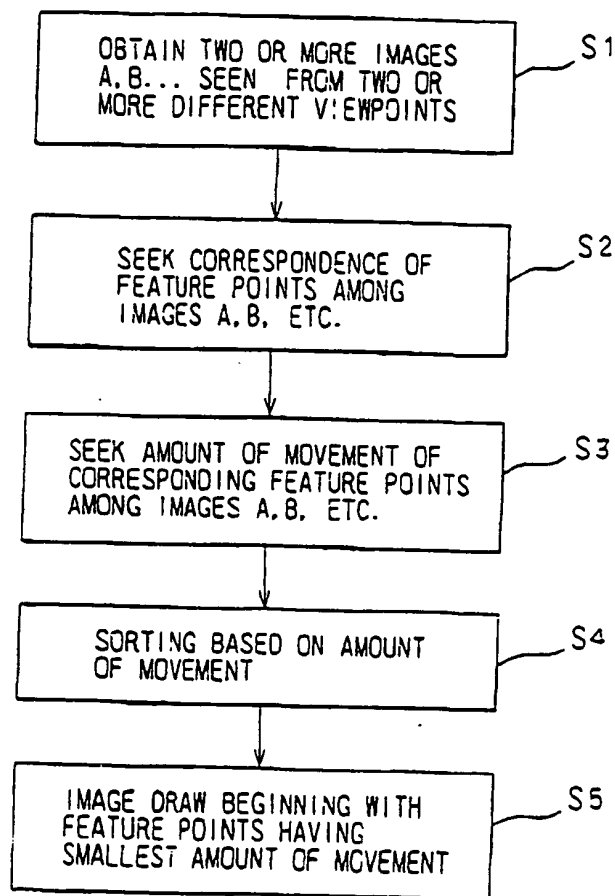 OBTAIN TWO OR MORE IMAGES
A.B... SEEN FROM TWO OR
MORE DIFFERENT VIEWPOINTS
S1
SEEK CORRESPONDENCE OF
FEATURE POINTS AMONG
IMAGES A.B. ETC.
S2
SEEK AMOUNT OF MOVEMENT OF
CORRESPONDING FEATURE POINTS
AMONG IMAGES A.B. ETC.
S3
SORTING BASED ON AMOUNT
OF MOVEMENT
S4
IMAGE DRAW BEGINNING WITH
FEATURE POINTS HAVING
SMALLEST AMOUNT OF MOVEMENT
S5